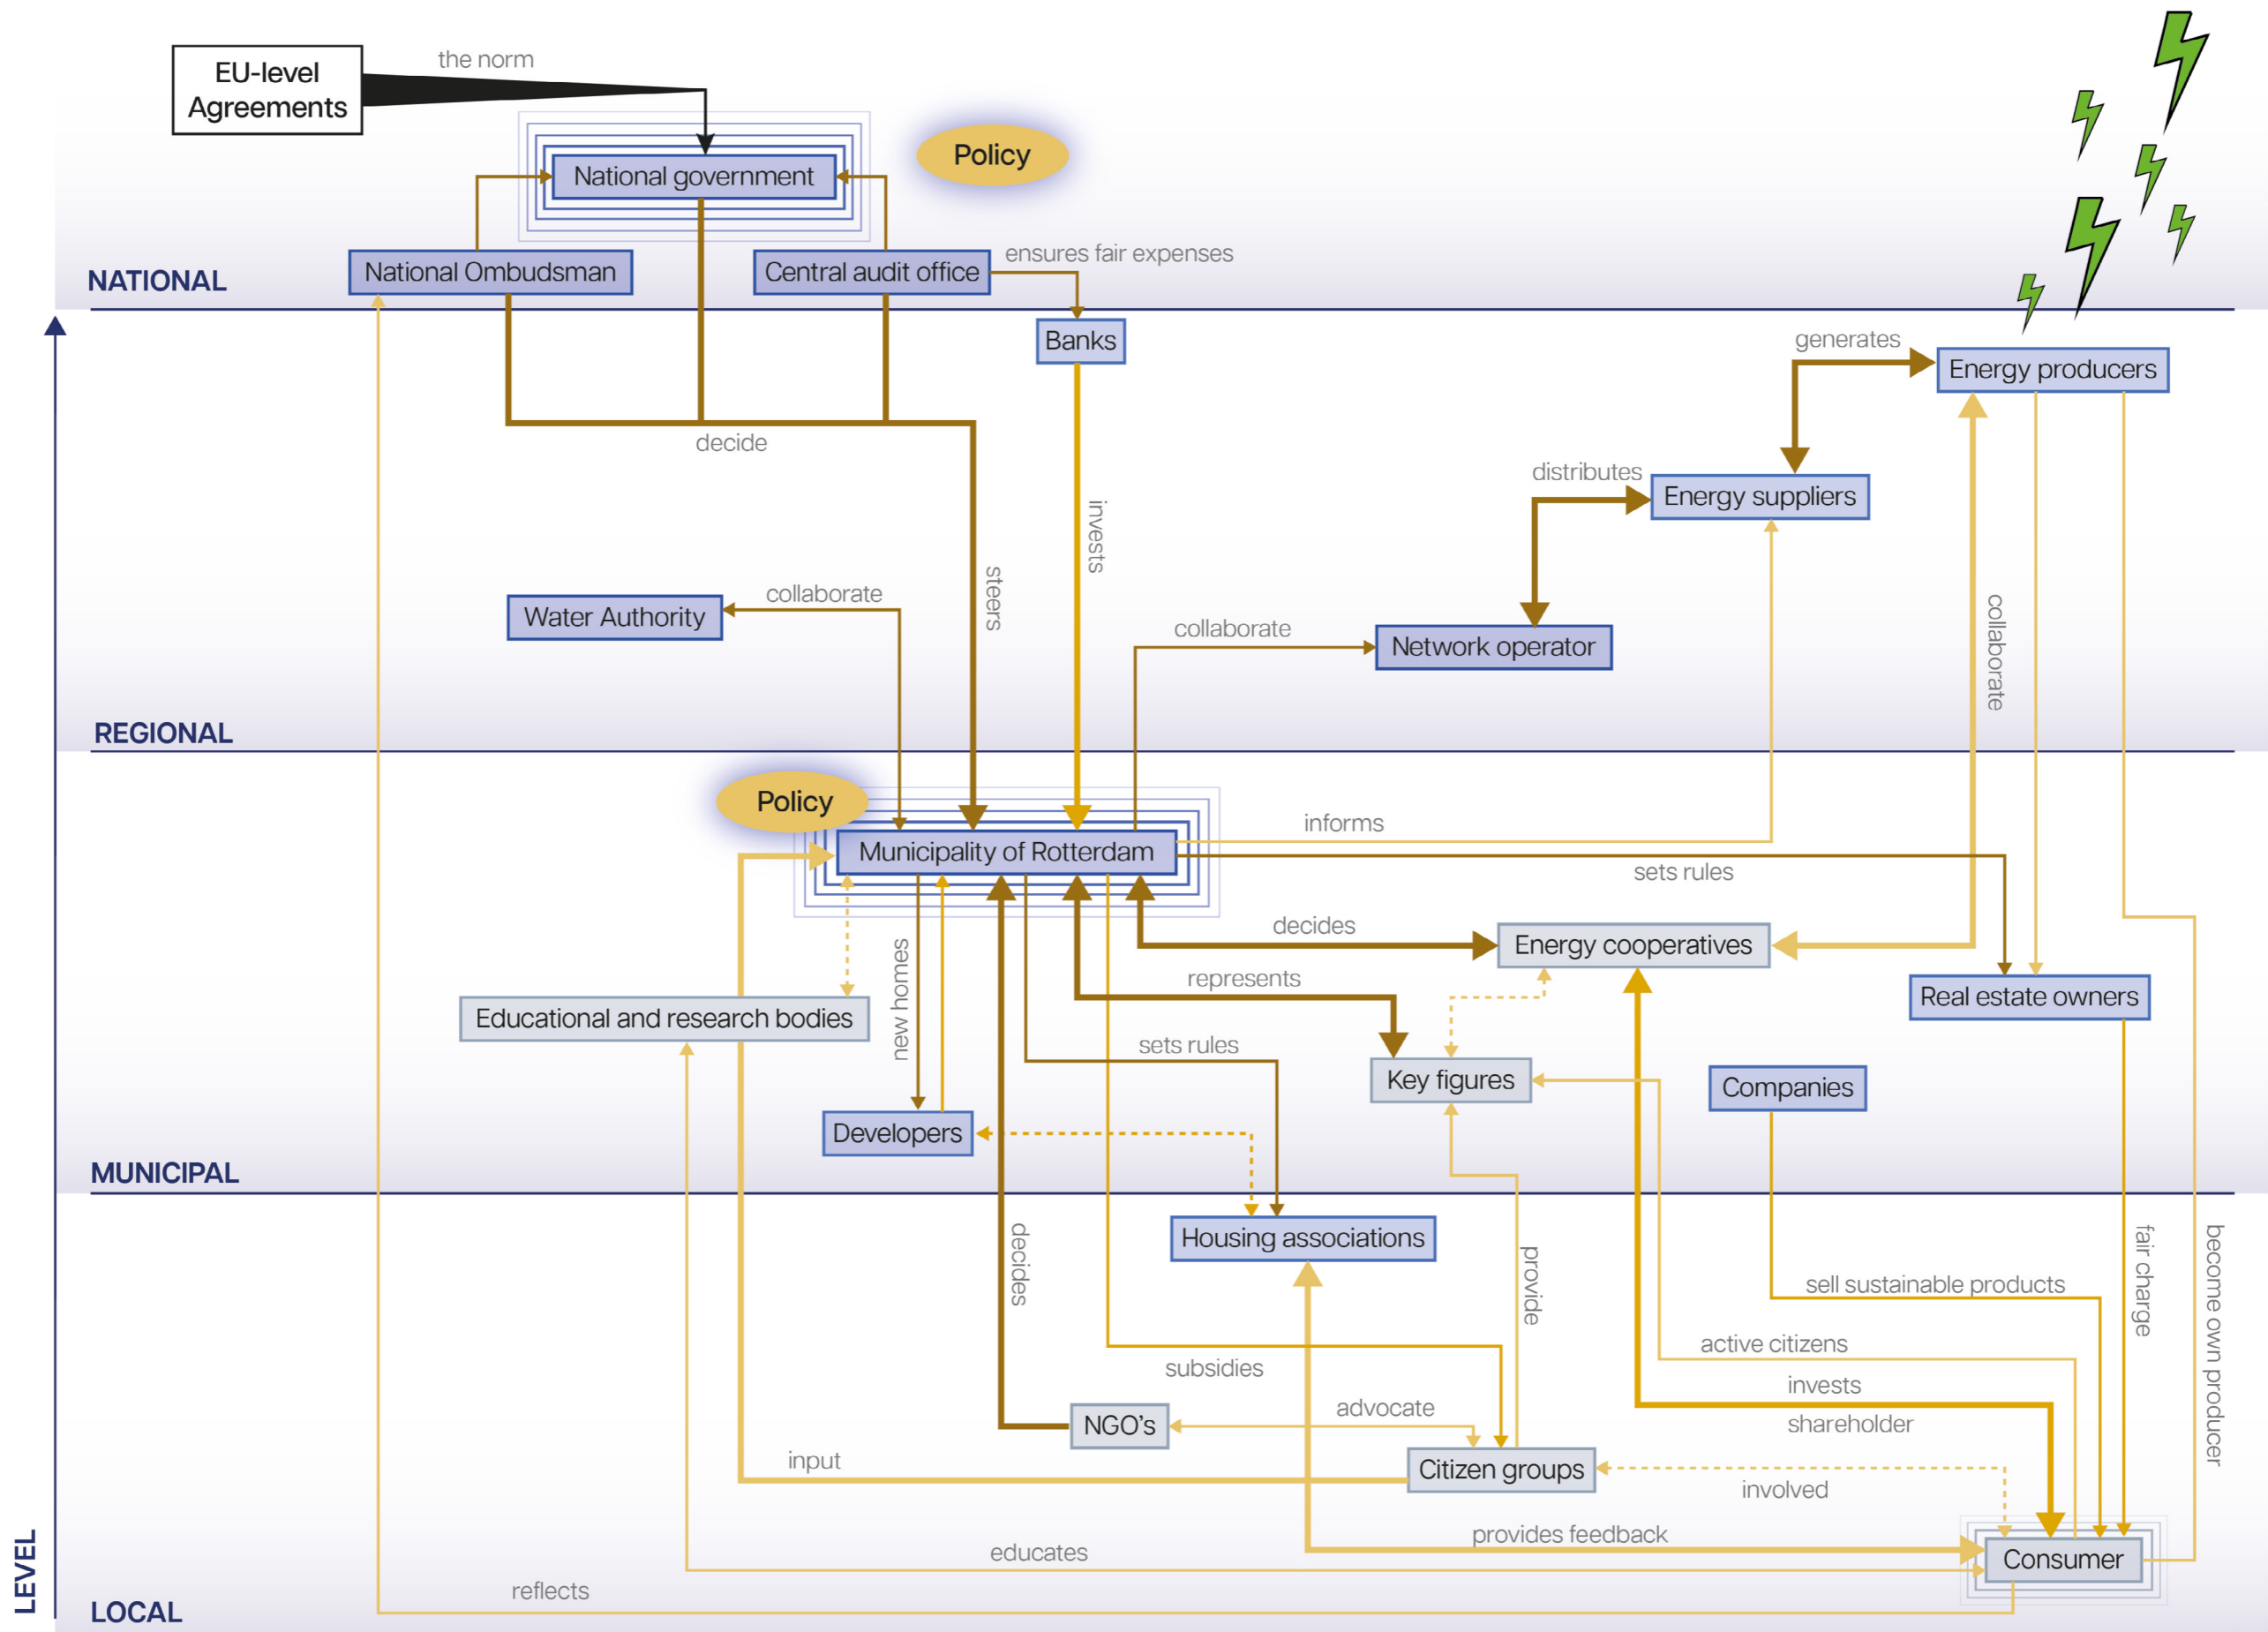 EU-level
Agreements
the norm
National government
Policy
National Ombudsman
Central audit office
ensures fair expenses
NATIONAL
Banks
generates
Energy producers
decide
distributes
Energy suppliers
invests
steers
Water Authority
collaborate
collaborate
Network operator
collaborate
REGIONAL
Policy
Municipality of Rotterdam
informs
sets rules
decides
Energy cooperatives
represents
Educational and research bodies
new homes
Real estate owners
sets rules
Key figures
Companies
Developers
MUNICIPAL
Housing associations
decides
provide
sell sustainable products
fair charge
become own producer
active citizens
subsidies
invests
shareholder
NGO's
advocate
input
Citizen groups
involved
provides feedback
educates
Consumer
reflects
LEVEL
LOCAL